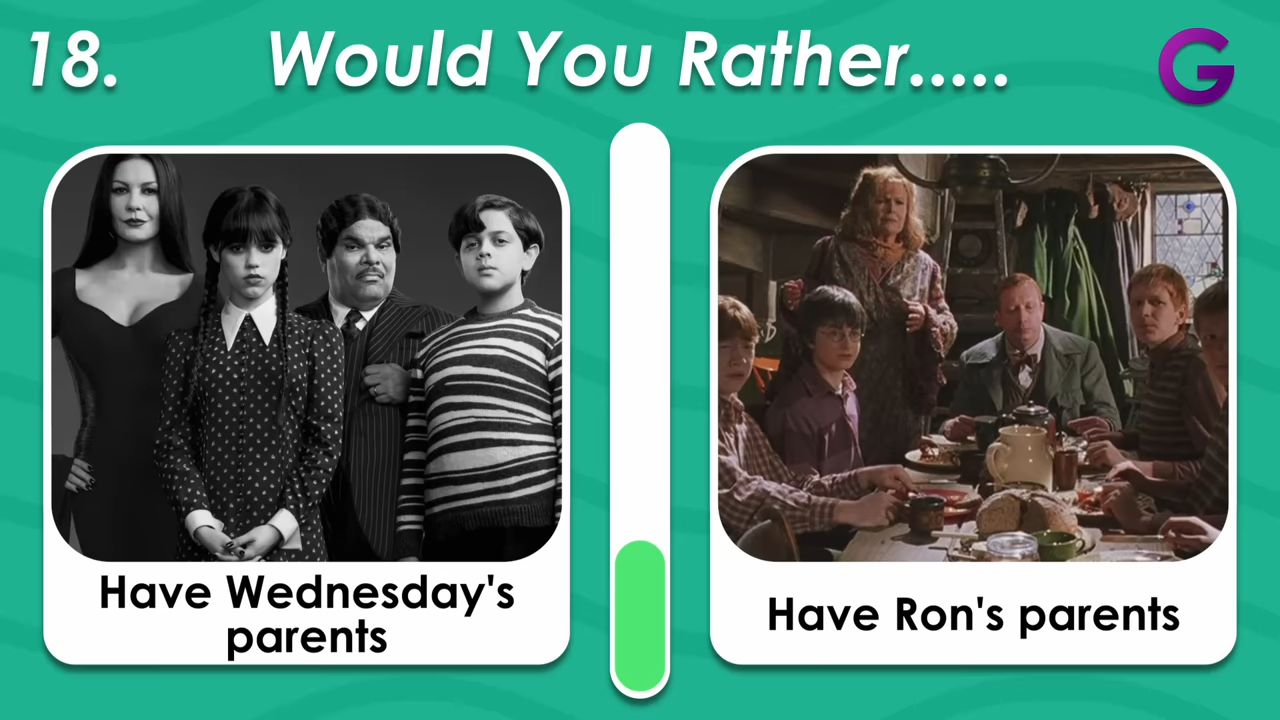 18.
Would You Rather.....
G
Have Wednesday's
parents
Have Ron's parents